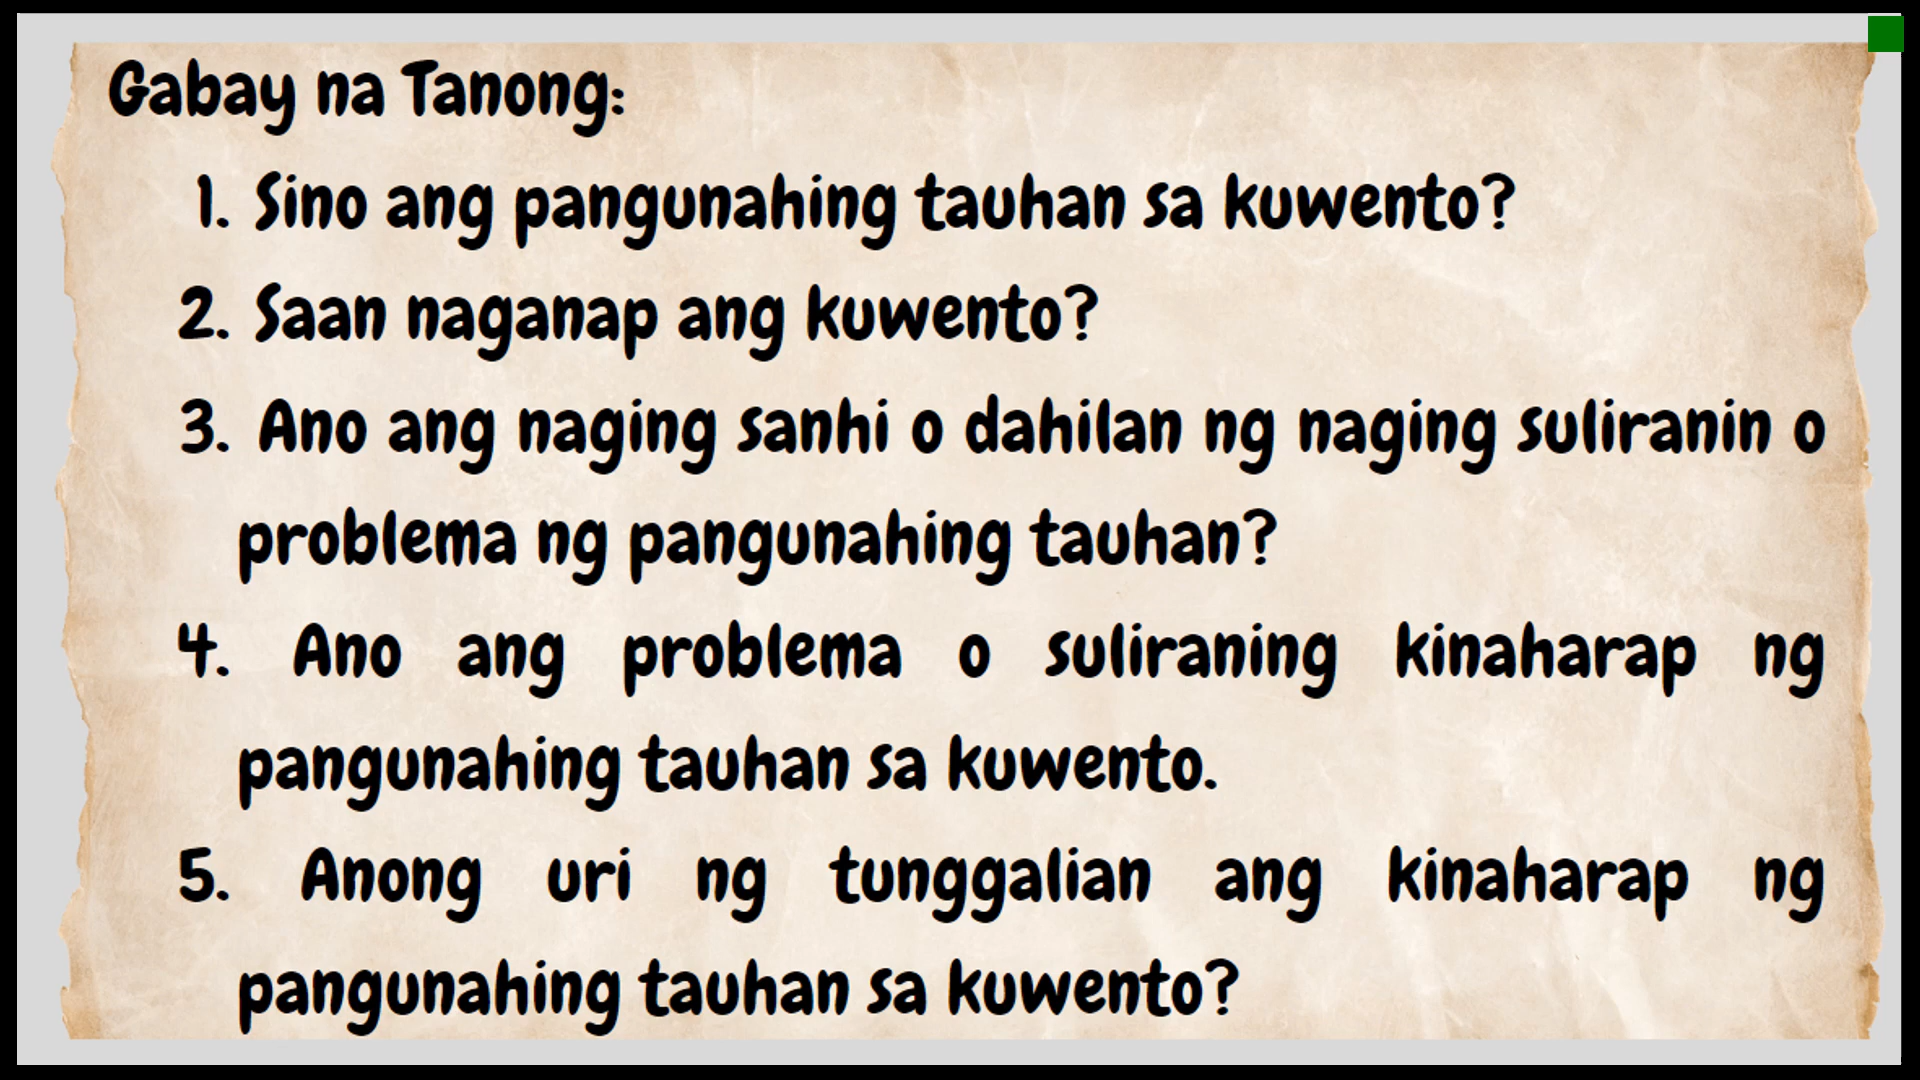 Gabay na Tanong:
1. Sino ang pangunahing tauhan sa kuwento?
2. Saan naganap ang kuwento?
3. Ano ang naging sanhi o dahilan ng naging suliranin o
problema ng pangunahing tauhan?
4. Ano ang problema o suliraning kinaharap ng
pangunahing tauhan sa kuwento.
5. Anong uri ng tunggalian ang kinaharap ng
pangunahing tauhan sa kuwento?